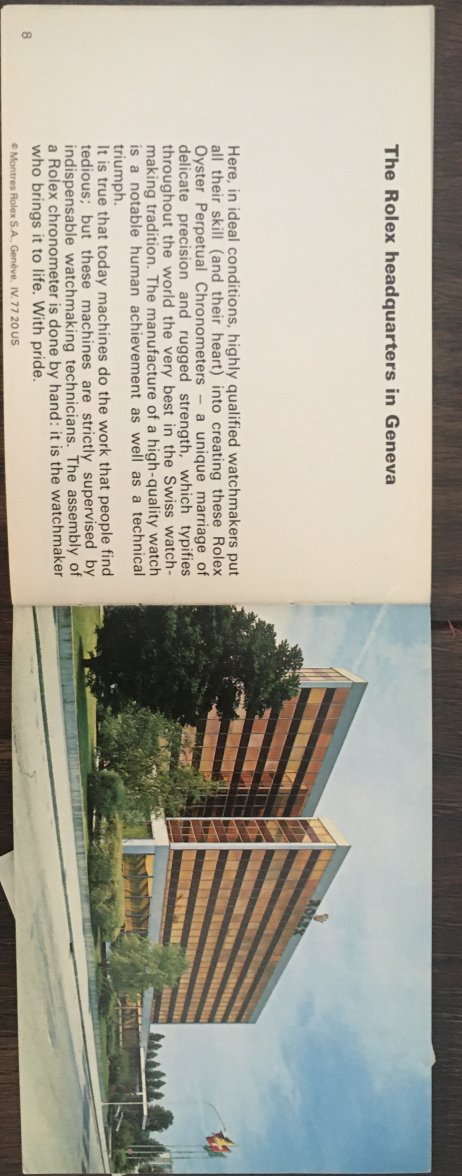 The Rolex headquarters in Geneva
Here, in ideal conditions, highly qualified watchmakers put
all their skill (and their heart) into creating these Rolex
Oyster Perpetual Chronometers – a unique marriage of
delicate precision and rugged strength, which typifies
throughout the world the very best in the Swiss watch-
making tradition. The manufacture of a high-quality watch
is a notable human achievement as well as a technical
triumph.
It is true that today machines do the work that people find
tedious; but these machines are strictly supervised by
indispensable watchmaking technicians. The assembly of
a Rolex chronometer is done by hand: it is the watchmaker
who brings it to life. With pride.
8
© Montres Rolex S.A., Genève, IV. 77 20 US
ROLEX